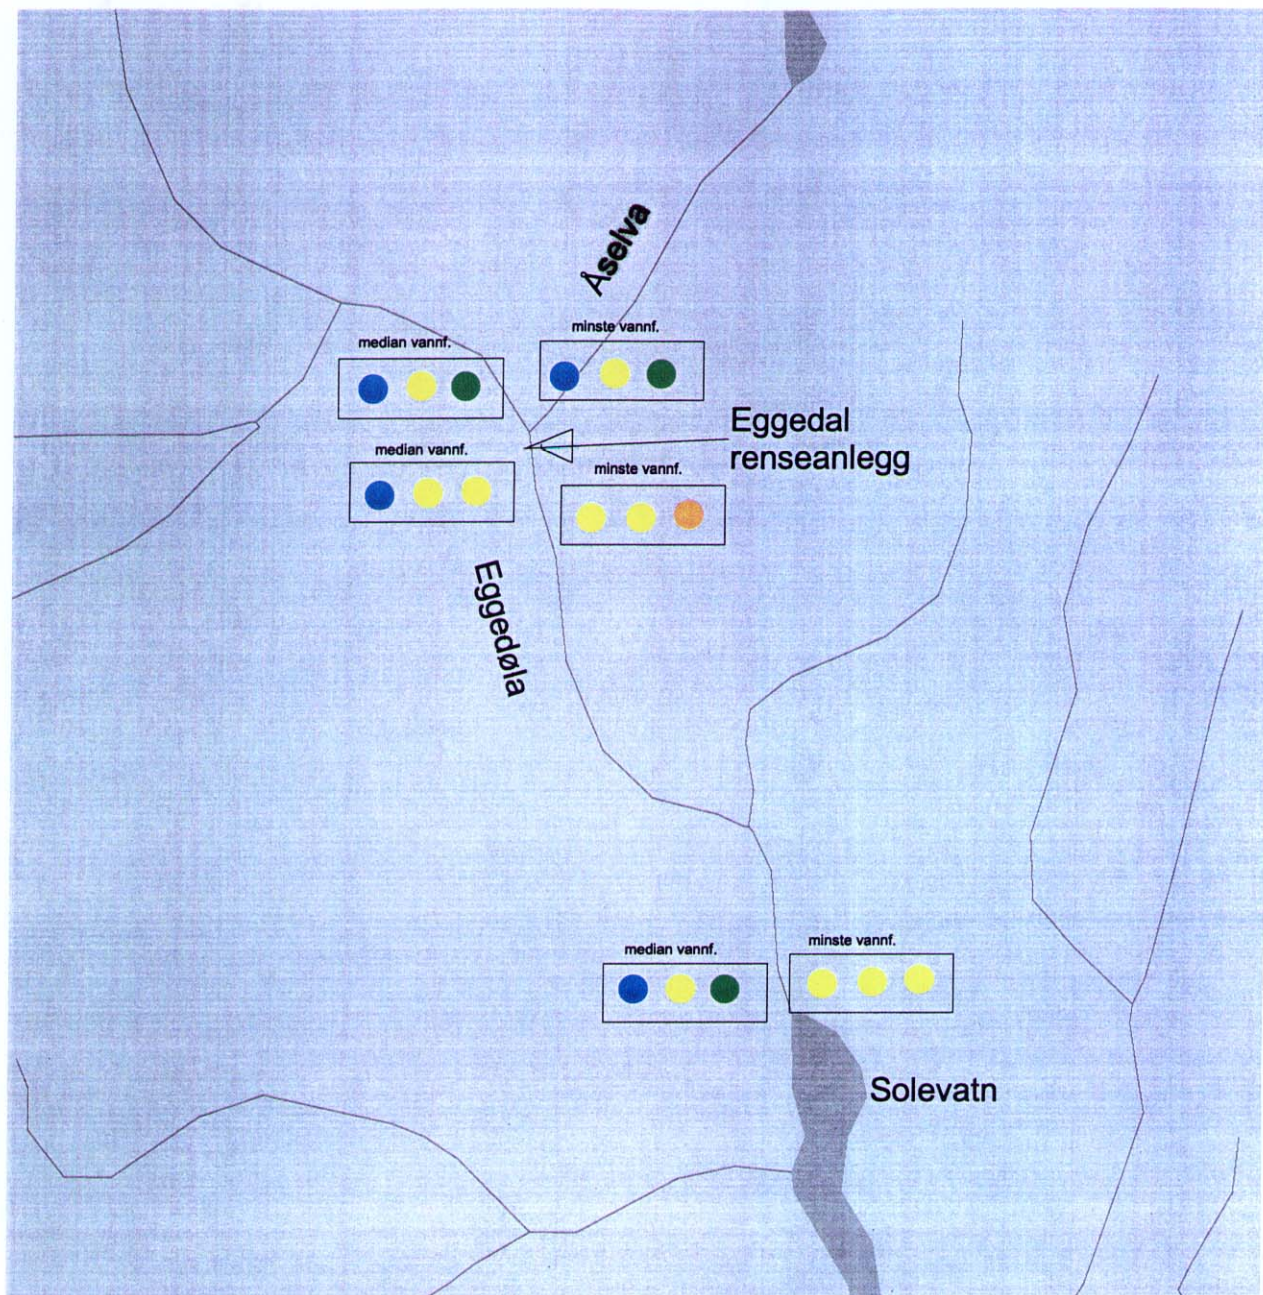 Åselva
minste vannf.
median vannf.
Eggedal
renseanlegg
median vannf.
minste vannf.
Eggedøla
minste vannf.
median vannf.
Solevatn